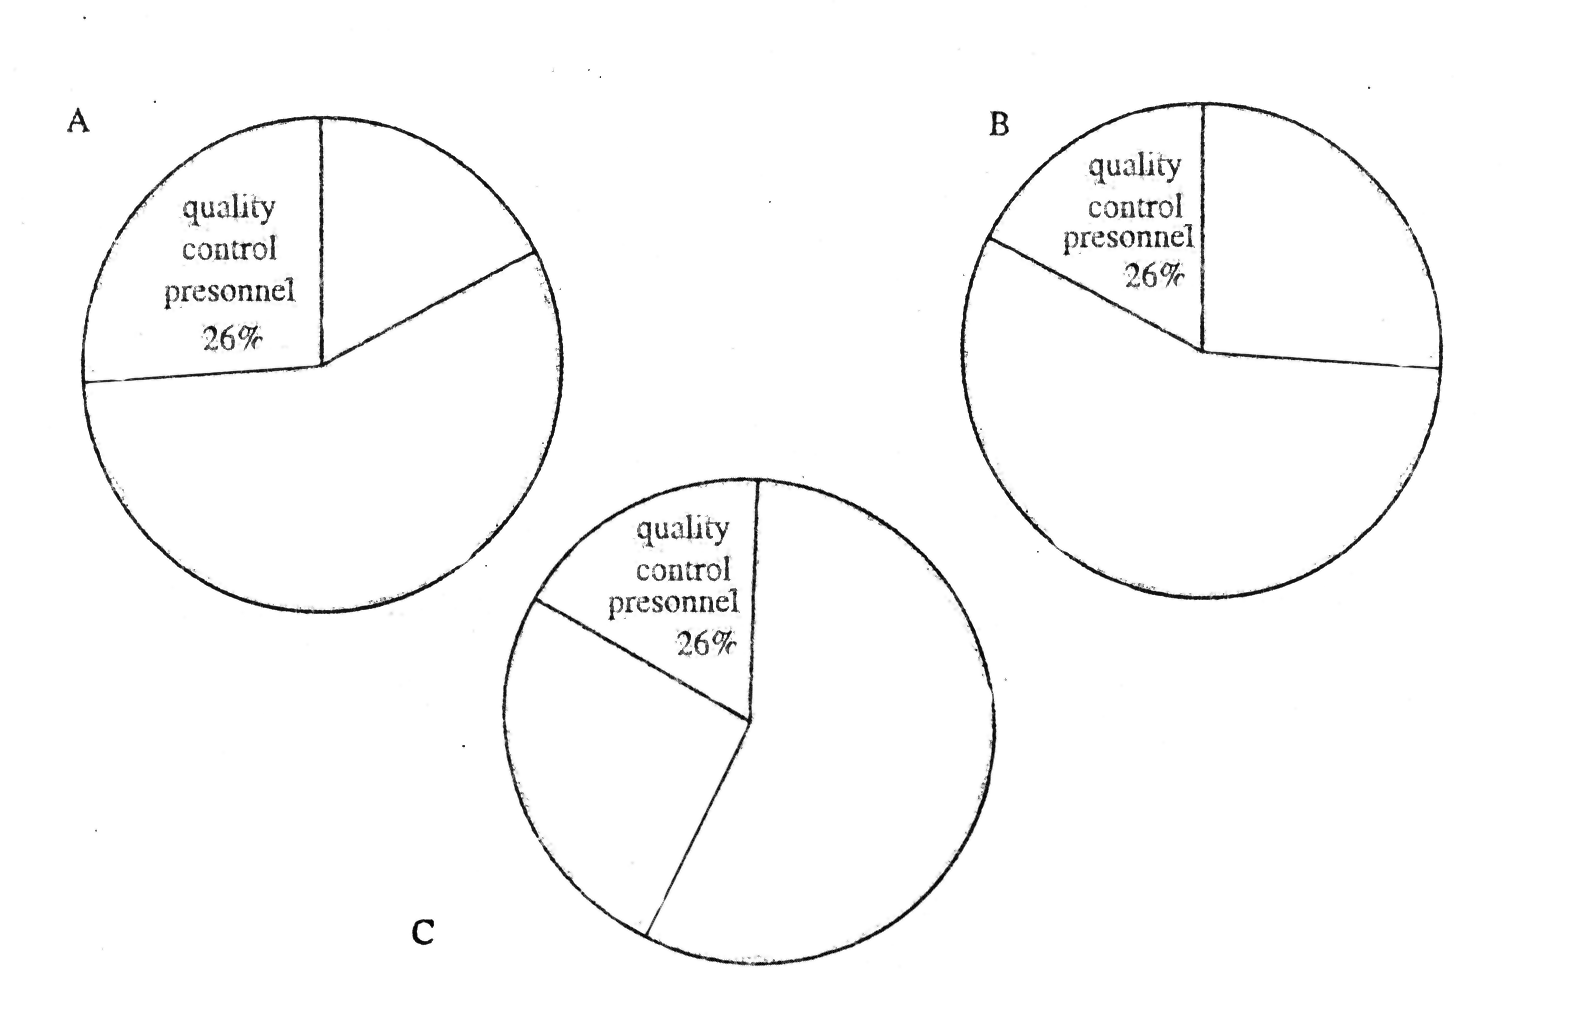 A
quality
control
presonnel
26%
B
quality
control
presonnel
26%
quality
control
presonnel
26%
C